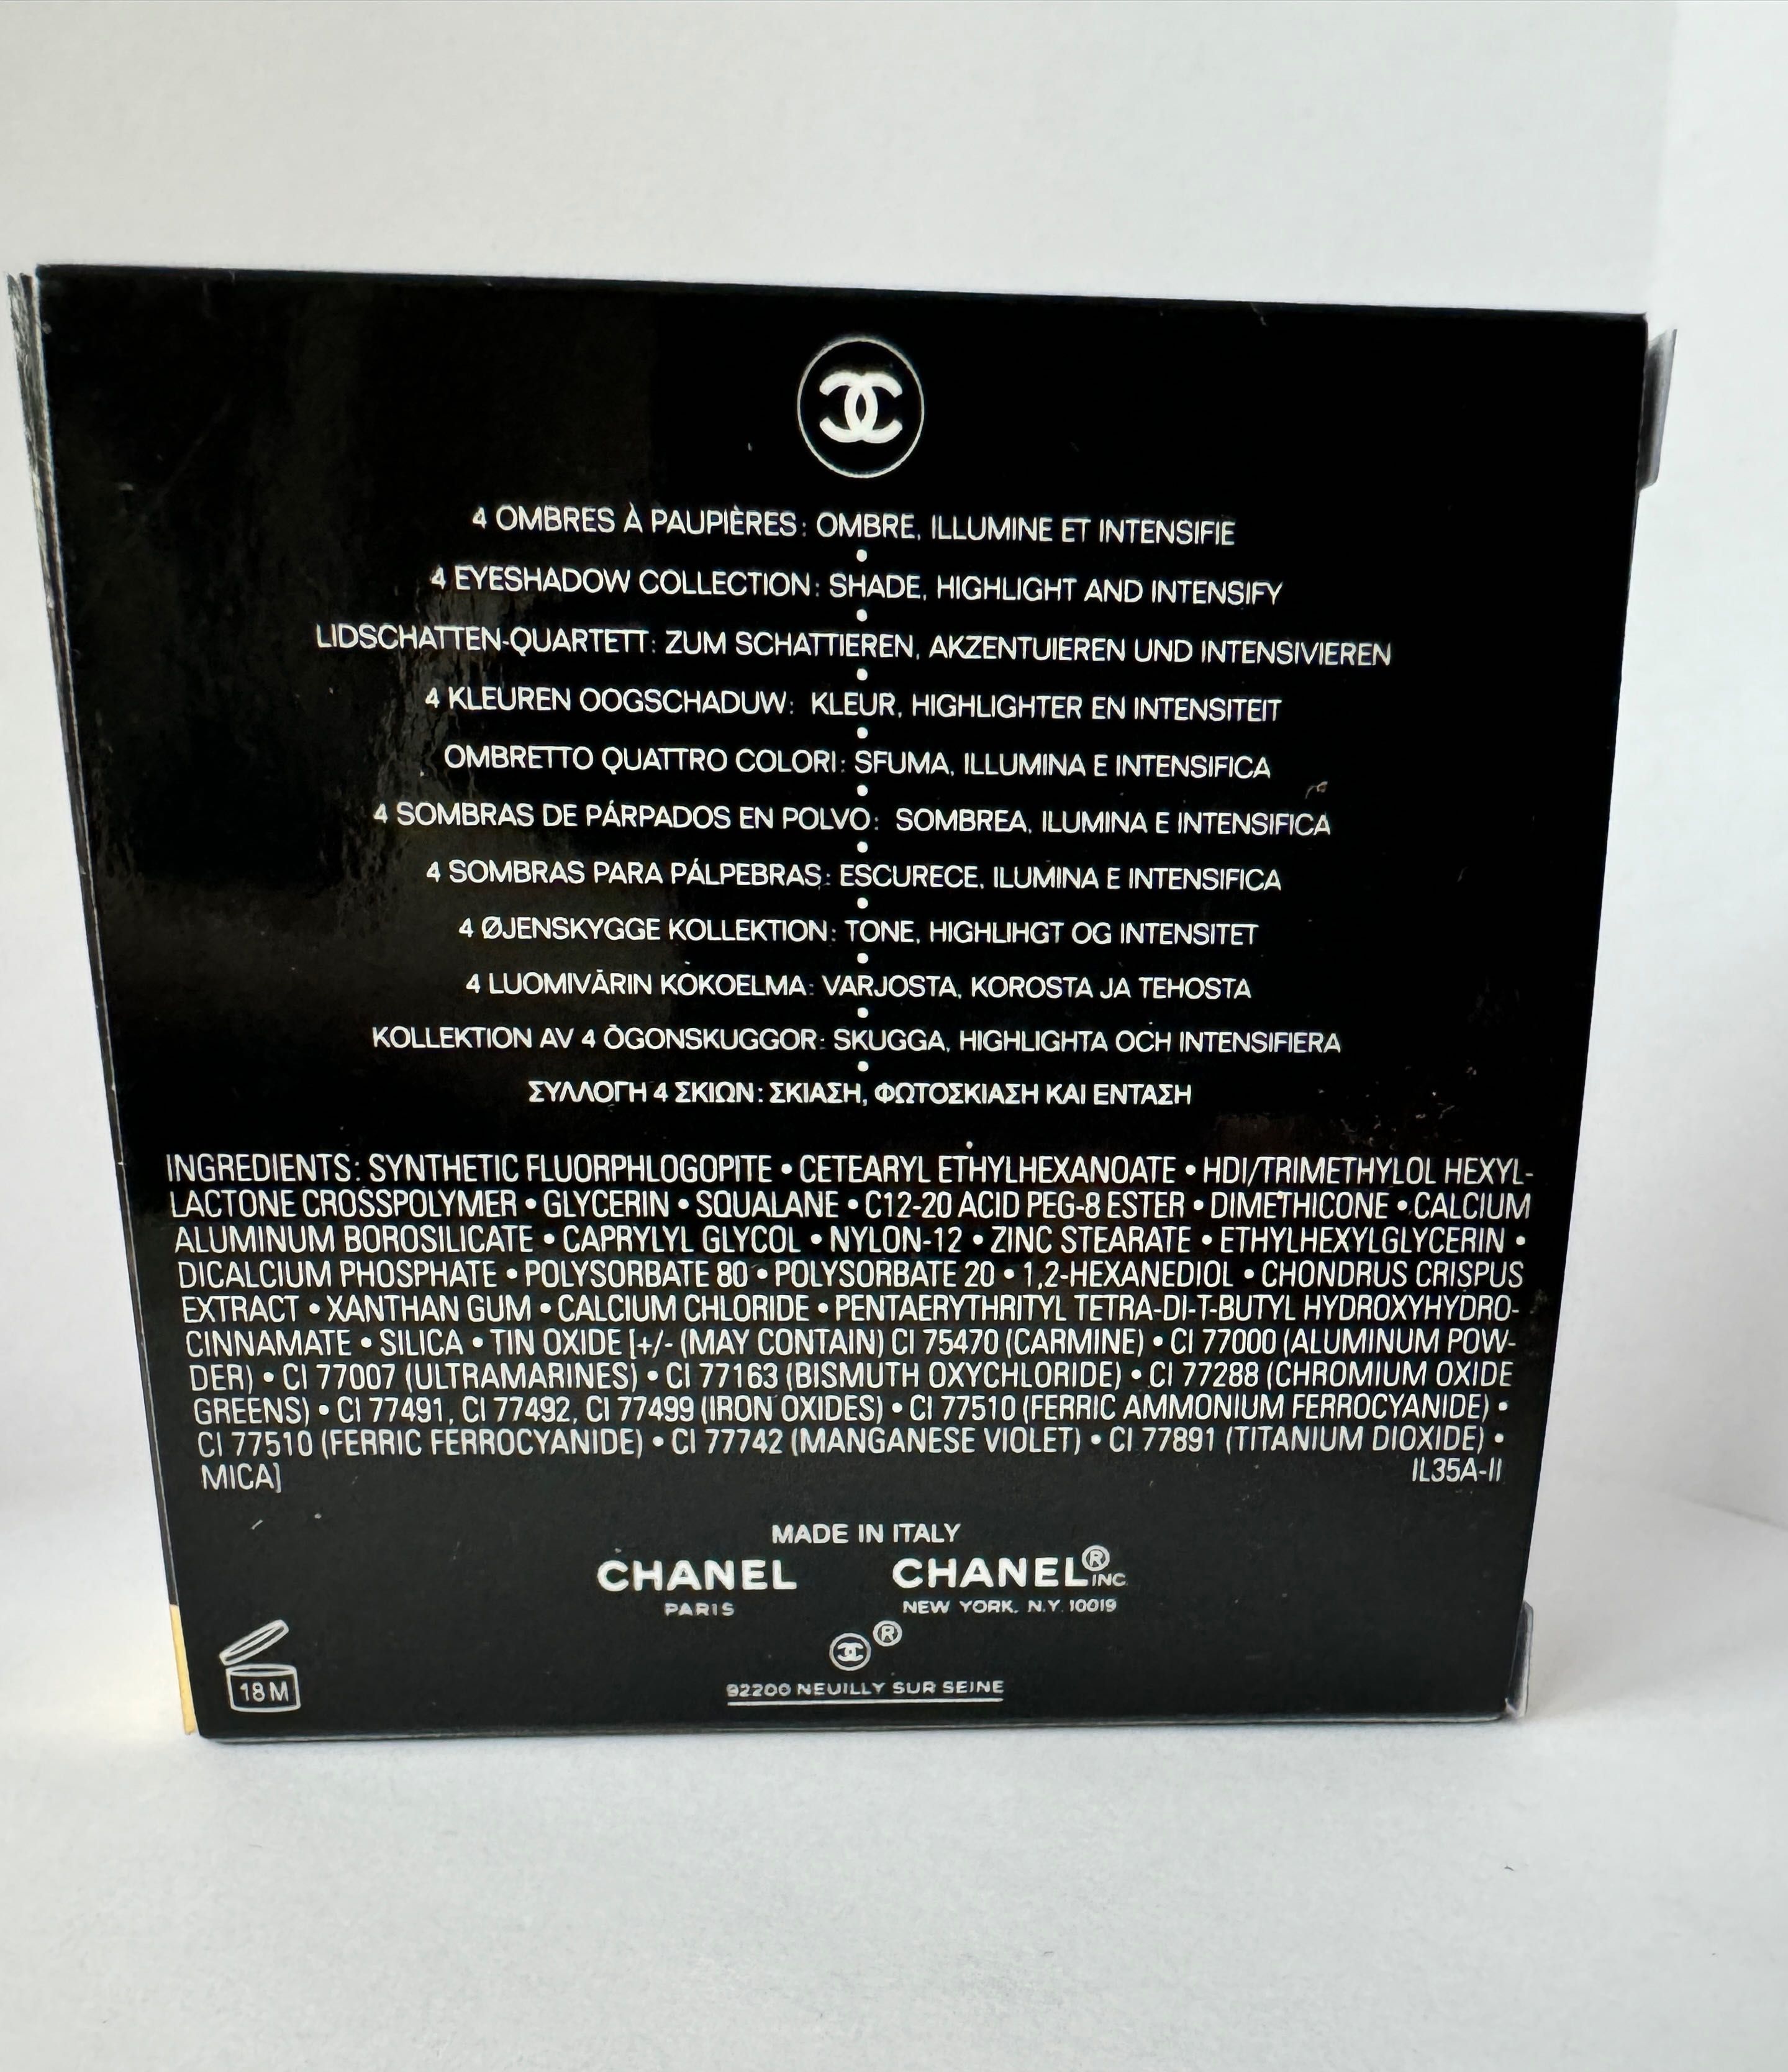 4 OMBRES À PAUPIÈRES: OMBRE, ILLUMINE ET INTENSIFIE
•
4 EYESHADOW COLLECTION: SHADE, HIGHLIGHT AND INTENSIFY
•
LIDSCHATTEN-QUARTETT: ZUM SCHATTIEREN, AKZENTUIEREN UND INTENSIVIEREN
•
4 KLEUREN OOGSCHADUW: KLEUR, HIGHLIGHTER EN INTENSITEIT
•
OMBRETTO QUATTRO COLORI: SFUMA, ILLUMINA E INTENSIFICA
•
4 SOMBRAS DE PÁRPADOS EN POLVO: SOMBREA, ILUMINA E INTENSIFICA
•
4 SOMBRAS PARA PÁLPEBRAS: ESCURECE, ILUMINA E INTENSIFICA
•
4 ØJENSKYGGE KOLLEKTION: TONE, HIGHLIHGT OG INTENSITET
•
4 LUOMIVÄRIN KOKOELMA: VARJOSTA, KOROSTA JA TEHOSTA
•
KOLLEKTION AV 4 ÖGONSKUGGOR: SKUGGA, HIGHLIGHTA OCH INTENSIFIERA
•
ΣΥΛΛΟΓΗ 4 ΣΚΙΩΝ: ΣΚΙΑΣΗ, ΦΩΤΟΣΚΙΑΣΗ ΚΑΙ ΕΝΤΑΣΗ
INGREDIENTS: SYNTHETIC FLUORPHLOGOPITE • CETEARYL ETHYLHEXANOATE • HDI/TRIMETHYLOL HEXYL-
LACTONE CROSSPOLYMER • GLYCERIN • SQUALANE • C12-20 ACID PEG-8 ESTER • DIMETHICONE • CALCIUM
ALUMINUM BOROSILICATE • CAPRYLYL GLYCOL • NYLON-12 • ZINC STEARATE • ETHYLHEXYLGLYCERIN •
DICALCIUM PHOSPHATE • POLYSORBATE 80 • POLYSORBATE 20 • 1,2-HEXANEDIOL • CHONDRUS CRISPUS
EXTRACT • XANTHAN GUM • CALCIUM CHLORIDE • PENTAERYTHRITYL TETRA-DI-T-BUTYL HYDROXYHYDRO-
CINNAMATE • SILICA • TIN OXIDE [+/- (MAY CONTAIN) CI 75470 (CARMINE) • CI 77000 (ALUMINUM POW-
DER) • CI 77007 (ULTRAMARINES) • CI 77163 (BISMUTH OXYCHLORIDE) • CI 77288 (CHROMIUM OXIDE
GREENS) • CI 77491, CI 77492, CI 77499 (IRON OXIDES) • CI 77510 (FERRIC AMMONIUM FERROCYANIDE) •
CI 77510 (FERRIC FERROCYANIDE) • CI 77742 (MANGANESE VIOLET) • CI 77891 (TITANIUM DIOXIDE) •
MICA] IL35A-II
MADE IN ITALY
CHANEL CHANEL® INC
PARIS NEW YORK, N.Y. 10019
®
18 M
92200 NEUILLY SUR SEINE